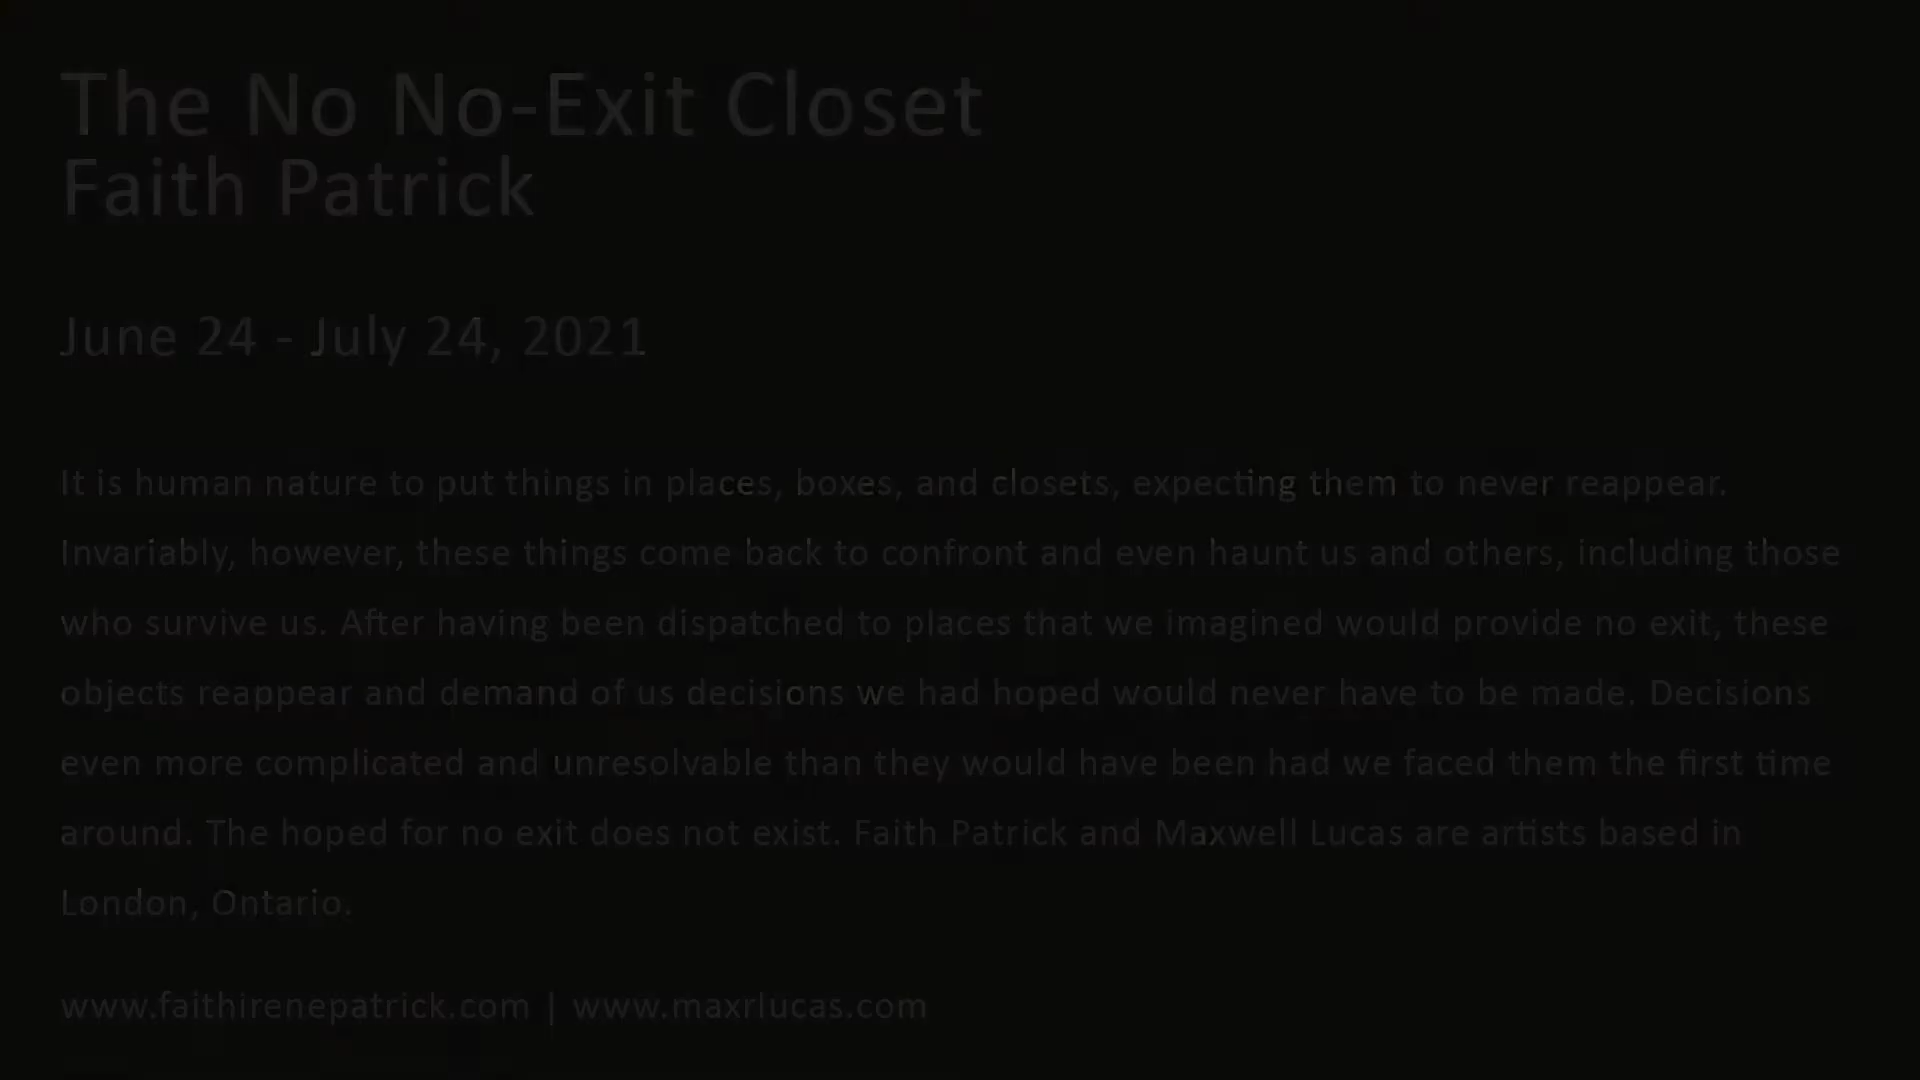 The No No-Exit Closet
Faith Patrick
June 24 - July 24, 2021
It is human nature to put things in places, boxes, and closets, expecting them to never reappear.
Invariably, however, these things come back to confront and even haunt us and others, including those
who survive us. After having been dispatched to places that we imagined would provide no exit, these
objects reappear and demand of us decisions we had hoped would never have to be made. Decisions
even more complicated and unresolvable than they would have been had we faced them the first time
around. The hoped for no exit does not exist. Faith Patrick and Maxwell Lucas are artists based in
London, Ontario.
www.faithirenepatrick.com | www.maxrlucas.com